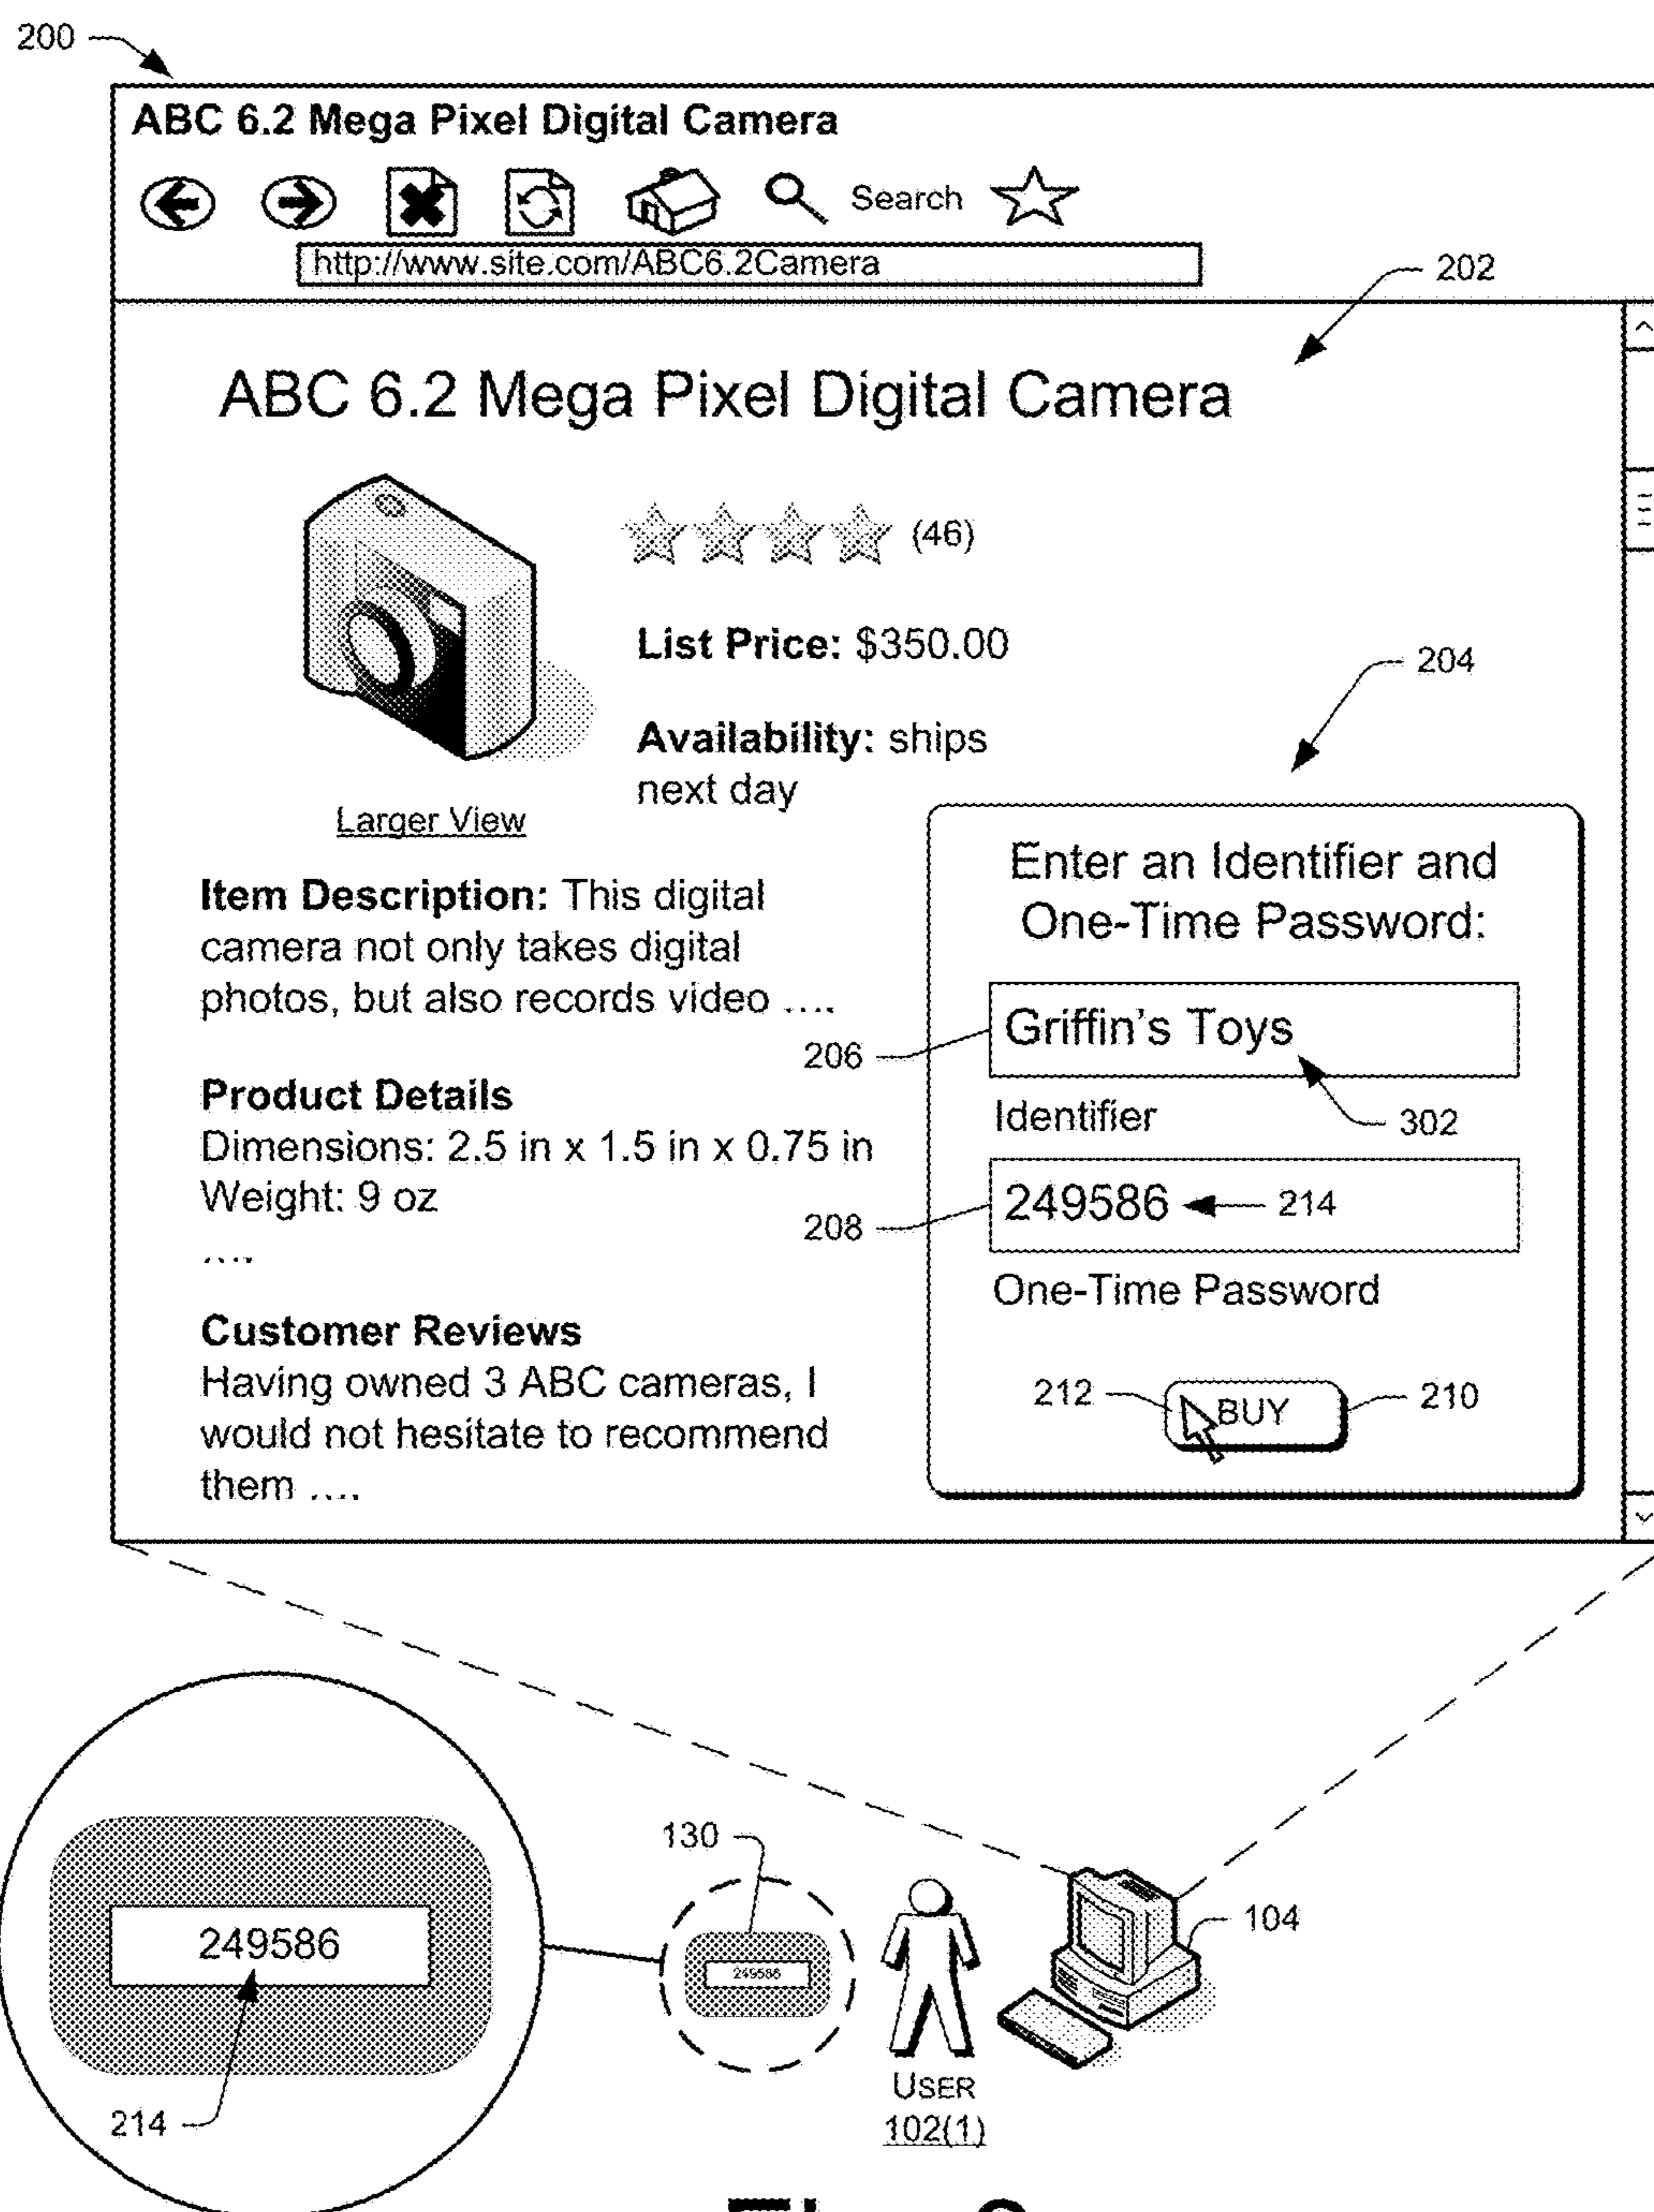 200
ABC 6.2 Mega Pixel Digital Camera
Search
http://www.site.com/ABC6.2Camera
202
ABC 6.2 Mega Pixel Digital Camera
(46)
List Price: $350.00
204
Availability: ships
next day
Larger View
Item Description: This digital
camera not only takes digital
photos, but also records video ....
Product Details
Dimensions: 2.5 in x 1.5 in x 0.75 in
Weight: 9 oz
....
Customer Reviews
Having owned 3 ABC cameras, I
would not hesitate to recommend
them ....
Enter an Identifier and
One-Time Password:
206
Griffin's Toys
Identifier
302
208
249586
214
One-Time Password
212
BUY
210
130
249586
249586
104
214
USER
102(1)